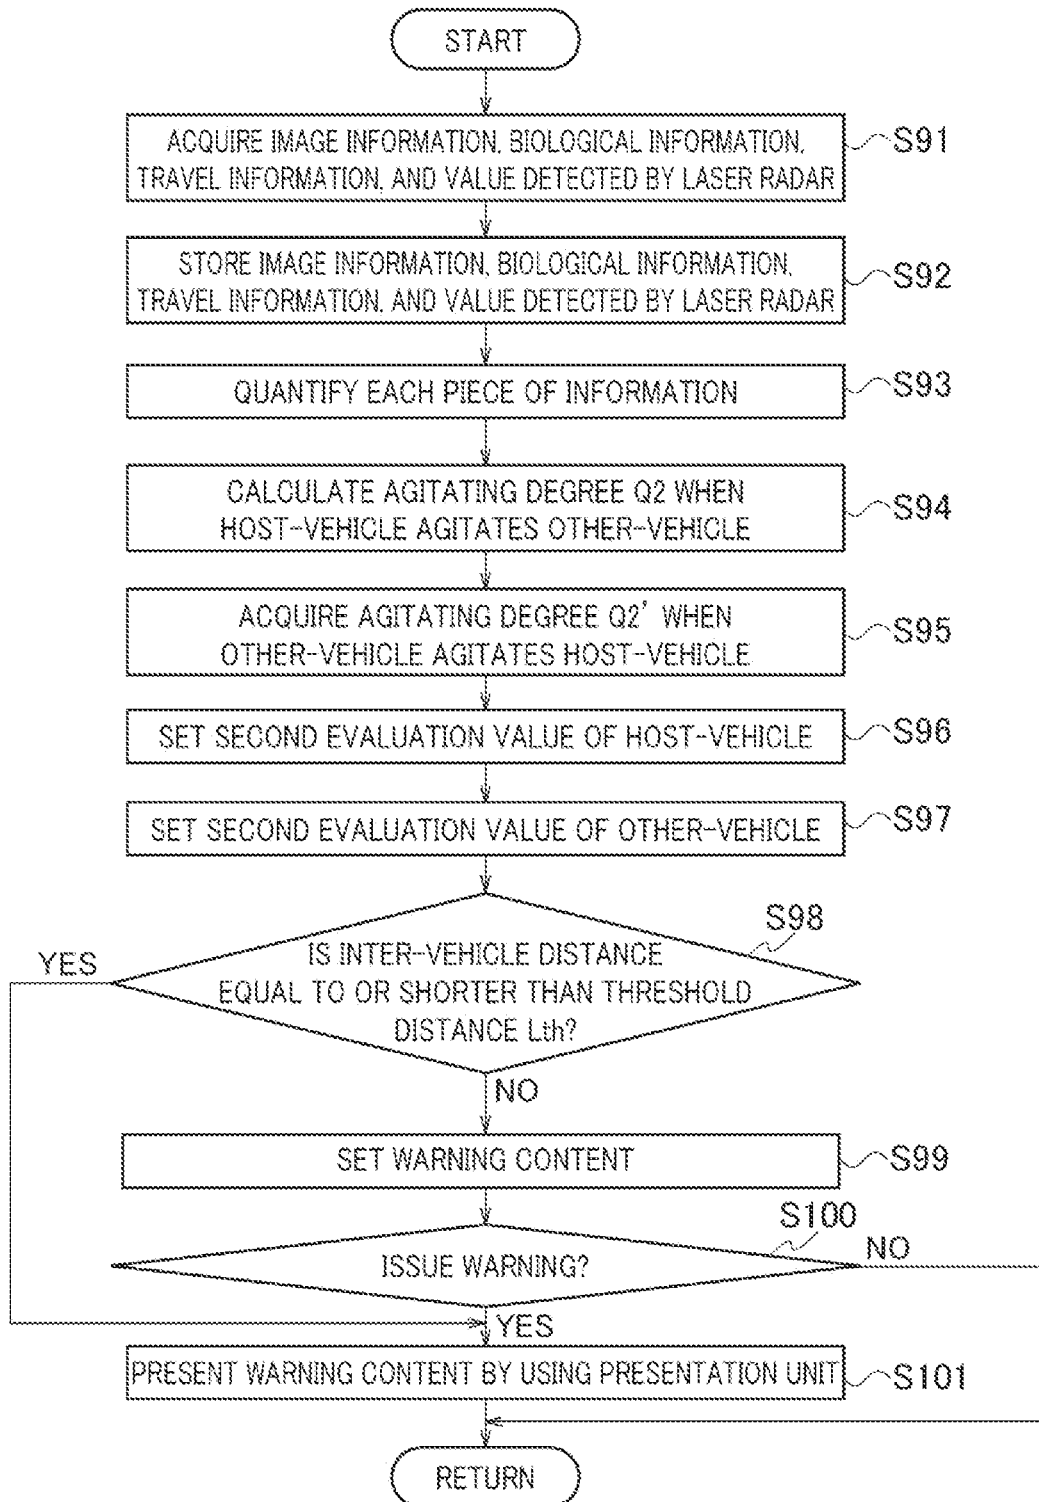 START
ACQUIRE IMAGE INFORMATION, BIOLOGICAL INFORMATION,
TRAVEL INFORMATION, AND VALUE DETECTED BY LASER RADAR
S91
STORE IMAGE INFORMATION, BIOLOGICAL INFORMATION,
TRAVEL INFORMATION, AND VALUE DETECTED BY LASER RADAR
S92
QUANTIFY EACH PIECE OF INFORMATION
S93
CALCULATE AGITATING DEGREE Q2 WHEN
HOST-VEHICLE AGITATES OTHER-VEHICLE
S94
ACQUIRE AGITATING DEGREE Q2' WHEN
OTHER-VEHICLE AGITATES HOST-VEHICLE
S95
SET SECOND EVALUATION VALUE OF HOST-VEHICLE
S96
SET SECOND EVALUATION VALUE OF OTHER-VEHICLE
S97
S98
YES
IS INTER-VEHICLE DISTANCE
EQUAL TO OR SHORTER THAN THRESHOLD
DISTANCE Lth?
NO
SET WARNING CONTENT
S99
S100
ISSUE WARNING?
NO
YES
PRESENT WARNING CONTENT BY USING PRESENTATION UNIT
S101
RETURN